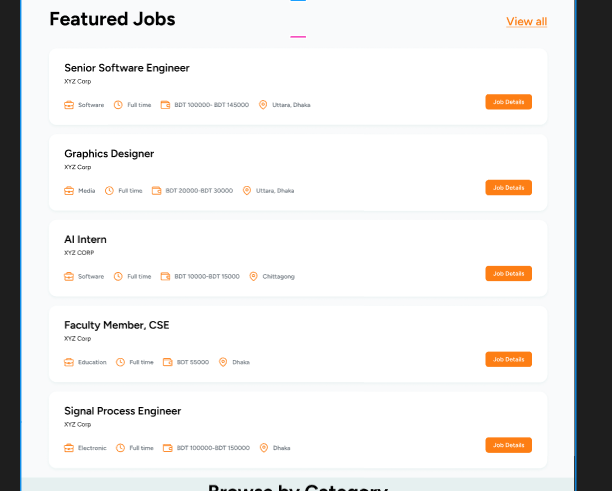 Featured Jobs
View all
Senior Software Engineer
XYZ Corp
Software Full time BDT 100000- BDT 145000 Uttara, Dhaka
Job Details
Graphics Designer
XYZ Corp
Media Full time BDT 20000-BDT 30000 Uttara, Dhaka
Job Details
AI Intern
XYZ CORP
Software Full time BDT 10000-BDT 15000 Chittagong
Job Details
Faculty Member, CSE
XYZ Corp
Education Full time BDT 55000 Dhaka
Job Details
Signal Process Engineer
XYZ Corp
Electronic Full time BDT 100000-BDT 150000 Dhaka
Job Details
Browse by Category